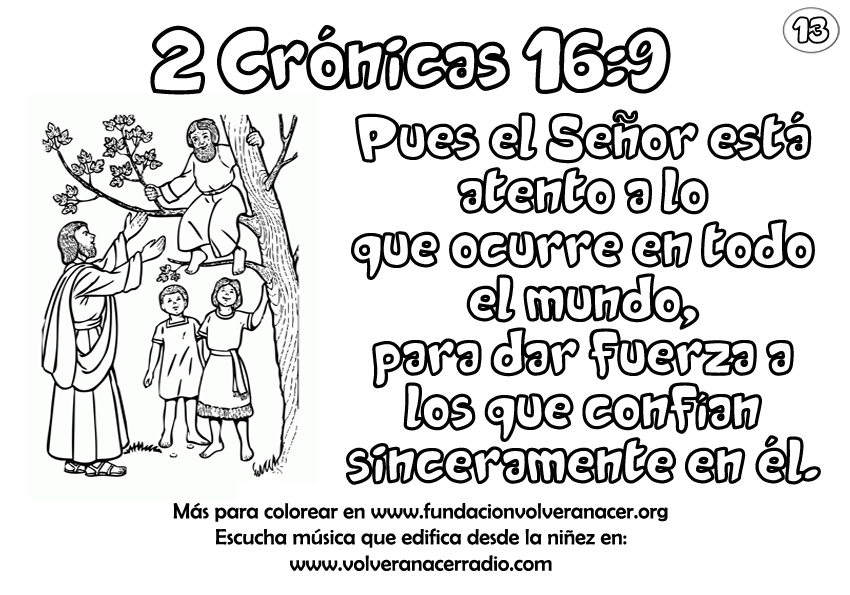 13
2 Crónicas 16:9
Pues el Señor está
atento a lo
que ocurre en todo
el mundo,
para dar fuerza a
los que confían
sinceramente en él.
Más para colorear en www.fundacionvolveranacer.org
Escucha música que edifica desde la niñez en:
www.volveranacerradio.com